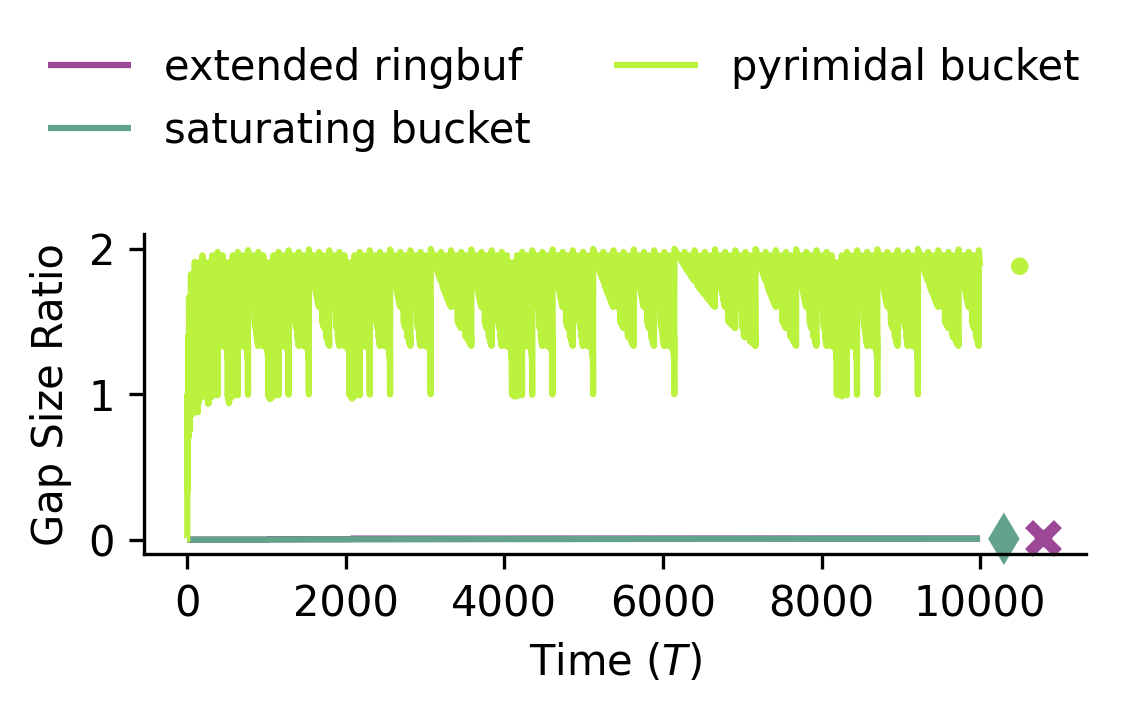 extended ringbuf
pyrimidal bucket
saturating bucket
Gap Size Ratio
2
1
0
0
2000
4000
6000
8000
10000
Time (T)